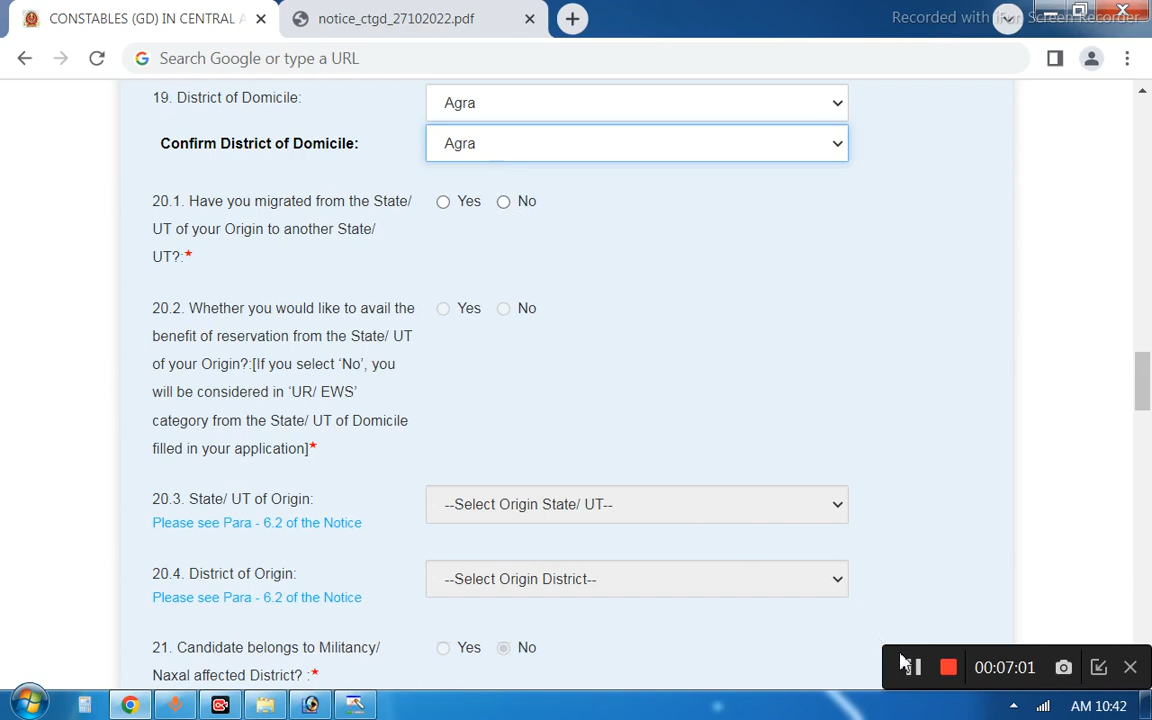 CONSTABLES (GD) IN CENTRAL A
notice_ctgd_27102022.pdf
Recorded with iFun Screen Recorder
Search Google or type a URL
19. District of Domicile:
Agra
Confirm District of Domicile:
Agra
20.1. Have you migrated from the State/
UT of your Origin to another State/
UT?:*
Yes No
20.2. Whether you would like to avail the
benefit of reservation from the State/ UT
of your Origin?:[If you select ‘No’, you
will be considered in ‘UR/ EWS’
category from the State/ UT of Domicile
filled in your application]*
Yes No
20.3. State/ UT of Origin:
Please see Para - 6.2 of the Notice
--Select Origin State/ UT--
20.4. District of Origin:
Please see Para - 6.2 of the Notice
--Select Origin District--
21. Candidate belongs to Militancy/
Naxal affected District? :*
Yes No
00:07:01
AM 10:42